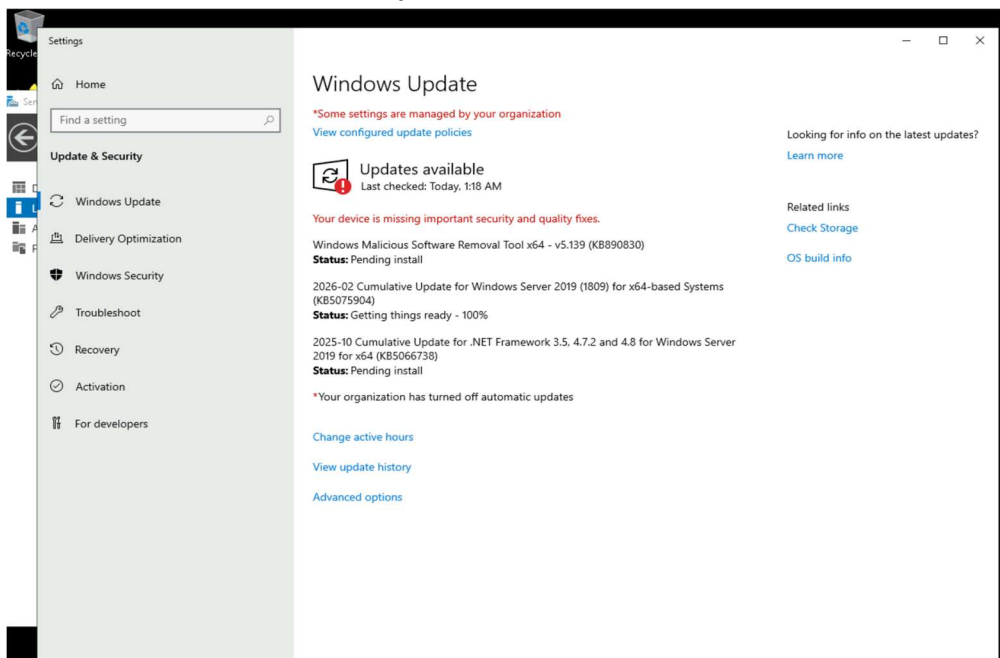 Recycle
Settings
Home
Find a setting
Update & Security
Windows Update
Delivery Optimization
Windows Security
Troubleshoot
Recovery
Activation
For developers
Windows Update
*Some settings are managed by your organization
View configured update policies
Updates available
Last checked: Today, 1:18 AM
Your device is missing important security and quality fixes.
Windows Malicious Software Removal Tool x64 - v5.139 (KB890830)
Status: Pending install
2026-02 Cumulative Update for Windows Server 2019 (1809) for x64-based Systems
(KB5075904)
Status: Getting things ready - 100%
2025-10 Cumulative Update for .NET Framework 3.5, 4.7.2 and 4.8 for Windows Server
2019 for x64 (KB5066738)
Status: Pending install
*Your organization has turned off automatic updates
Change active hours
View update history
Advanced options
Looking for info on the latest updates?
Learn more
Related links
Check Storage
OS build info